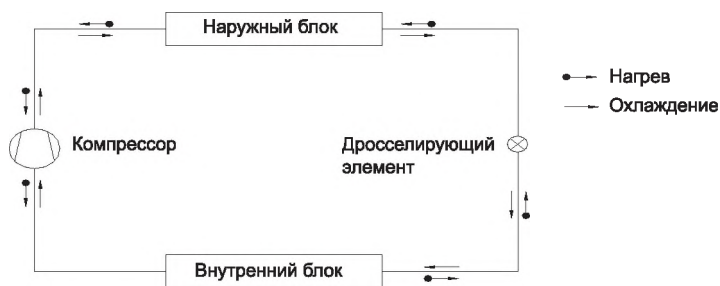 Наружный блок
Нагрев
Охлаждение
Компрессор
Дросселирующий
элемент
Внутренний блок